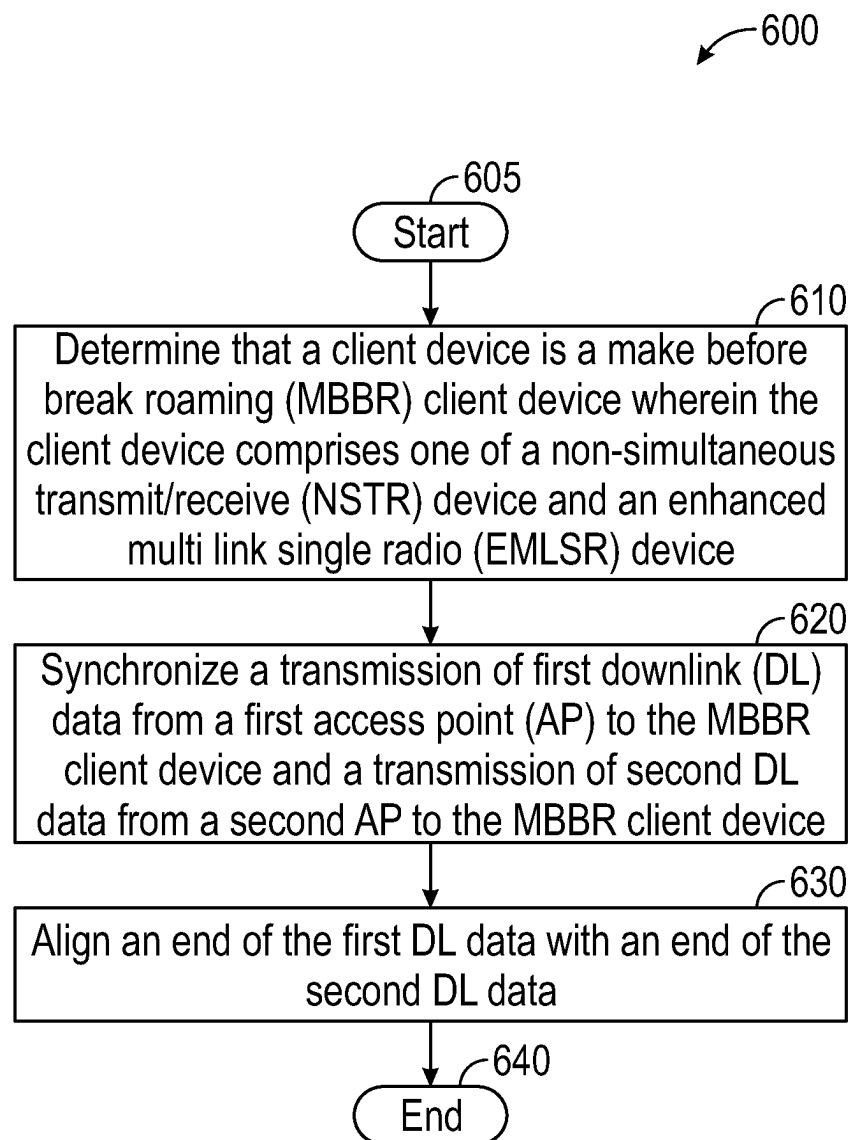 600
605
Start
610
Determine that a client device is a make before
break roaming (MBBR) client device wherein the
client device comprises one of a non-simultaneous
transmit/receive (NSTR) device and an enhanced
multi link single radio (EMLSR) device
620
Synchronize a transmission of first downlink (DL)
data from a first access point (AP) to the MBBR
client device and a transmission of second DL
data from a second AP to the MBBR client device
630
Align an end of the first DL data with an end of the
second DL data
640
End